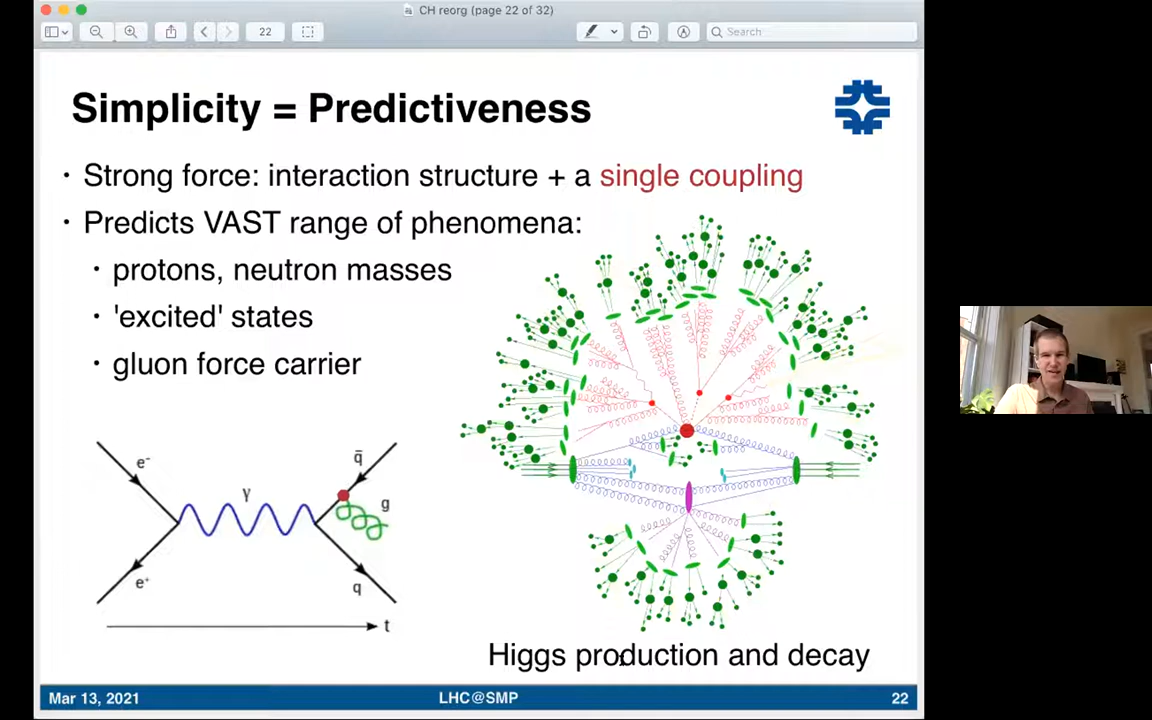 CH reorg (page 22 of 32)
22
Search
Simplicity = Predictiveness
• Strong force: interaction structure + a single coupling
• Predicts VAST range of phenomena:
• protons, neutron masses
• 'excited' states
• gluon force carrier
e⁻
γ
q̄
g
e⁺
q
t
Higgs production and decay
Mar 13, 2021
LHC@SMP
22